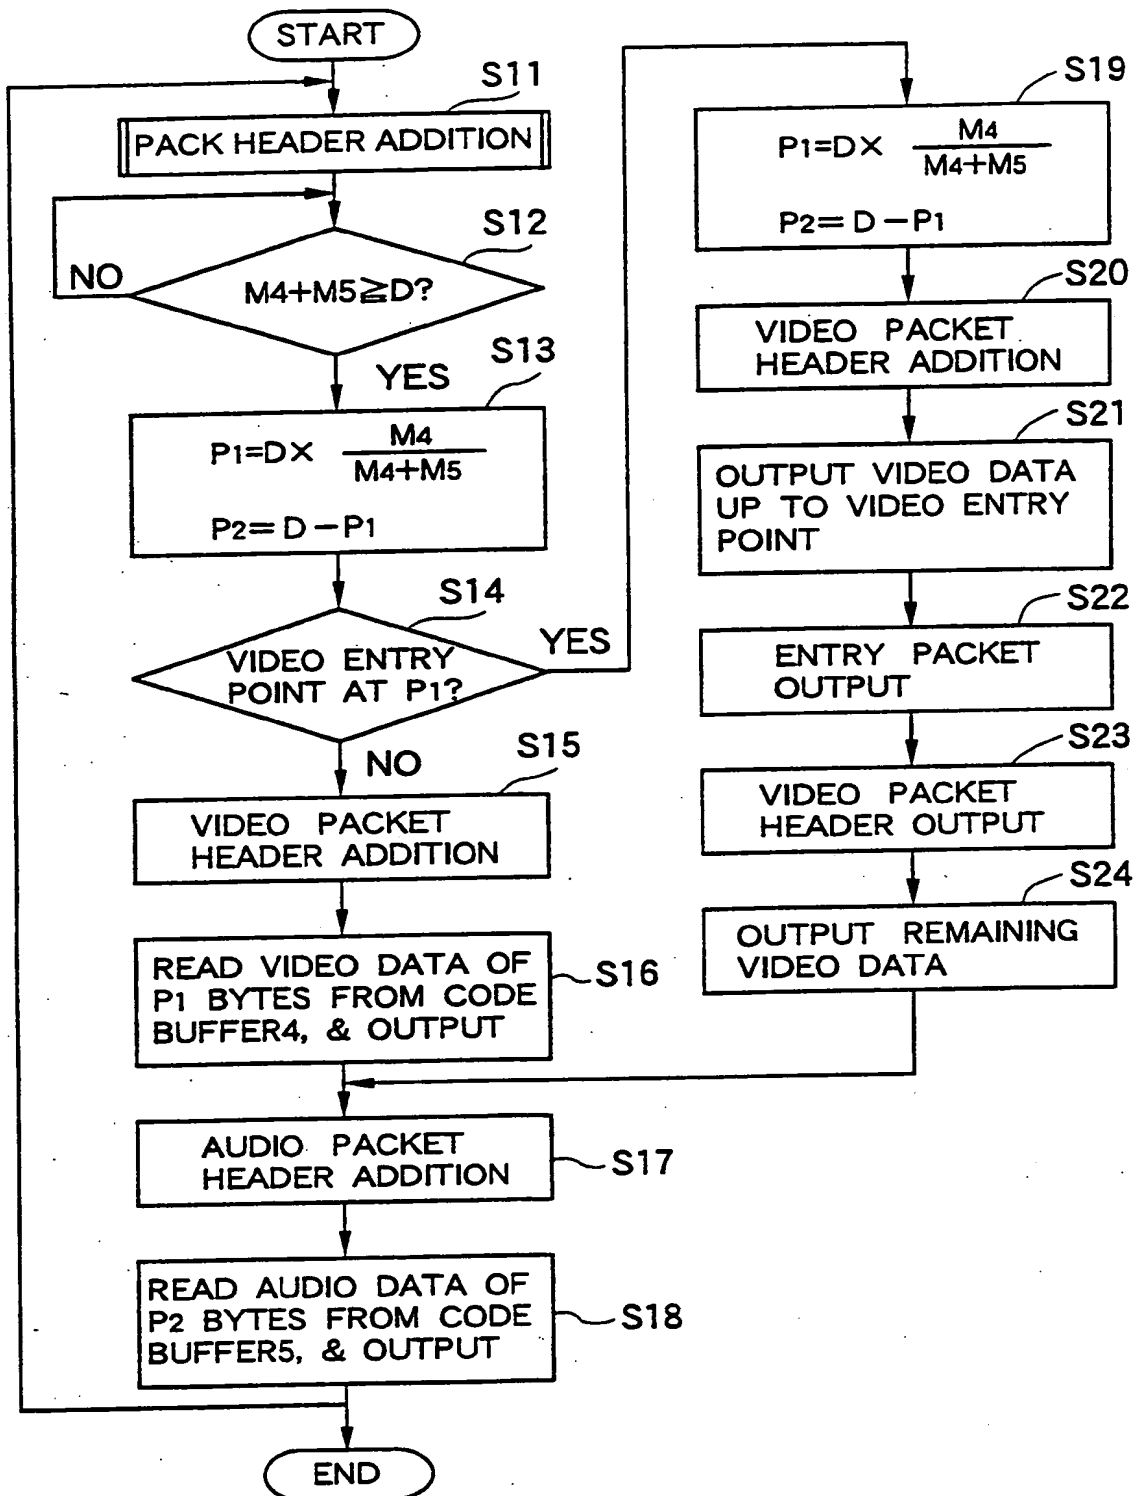 START
S11
PACK HEADER ADDITION
S12
NO
M4+M5≧D?
YES
S13
P1=D× M4
M4+M5
P2=D-P1
S14
VIDEO ENTRY
POINT AT P1?
YES
NO
S15
VIDEO PACKET
HEADER ADDITION
READ VIDEO DATA OF
P1 BYTES FROM CODE
BUFFER4, & OUTPUT
S16
AUDIO PACKET
HEADER ADDITION
S17
READ AUDIO DATA OF
P2 BYTES FROM CODE
BUFFER5, & OUTPUT
S18
END
S19
P1=D× M4
M4+M5
P2=D-P1
S20
VIDEO PACKET
HEADER ADDITION
S21
OUTPUT VIDEO DATA
UP TO VIDEO ENTRY
POINT
S22
ENTRY PACKET
OUTPUT
S23
VIDEO PACKET
HEADER OUTPUT
S24
OUTPUT REMAINING
VIDEO DATA